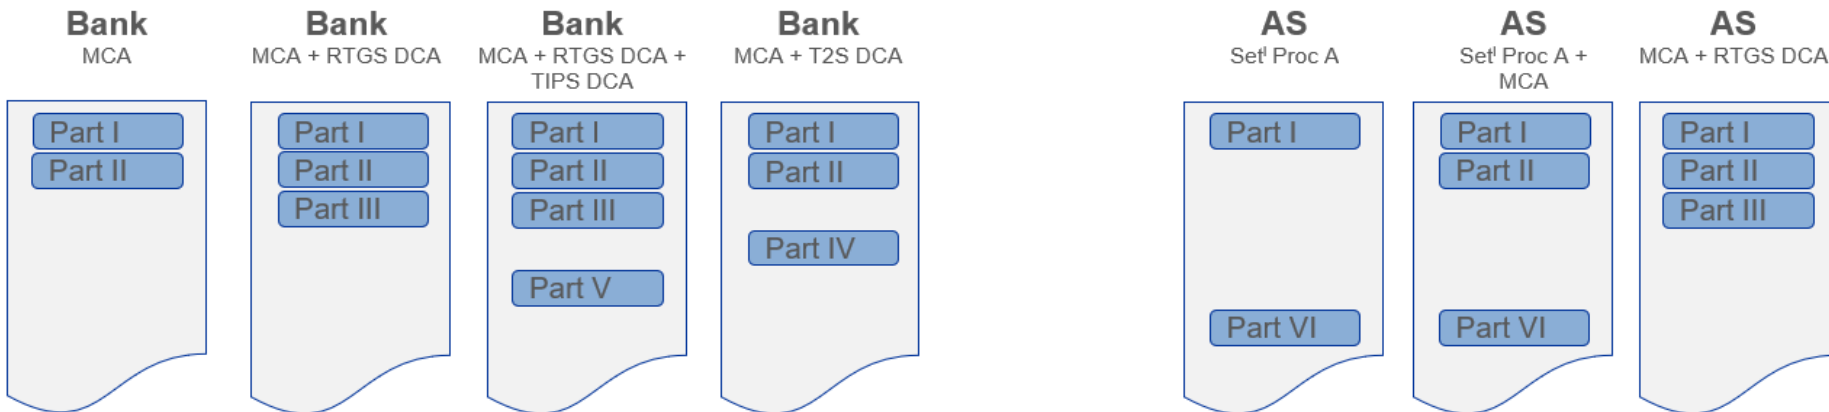 Bank
MCA
Part I
Part II
Bank
MCA + RTGS DCA
Part I
Part II
Part III
Bank
MCA + RTGS DCA +
TIPS DCA
Part I
Part II
Part III
Part V
Bank
MCA + T2S DCA
Part I
Part II
Part IV
AS
Setˡ Proc A
Part I
Part VI
AS
Setˡ Proc A +
MCA
Part I
Part II
Part VI
AS
MCA + RTGS DCA
Part I
Part II
Part III